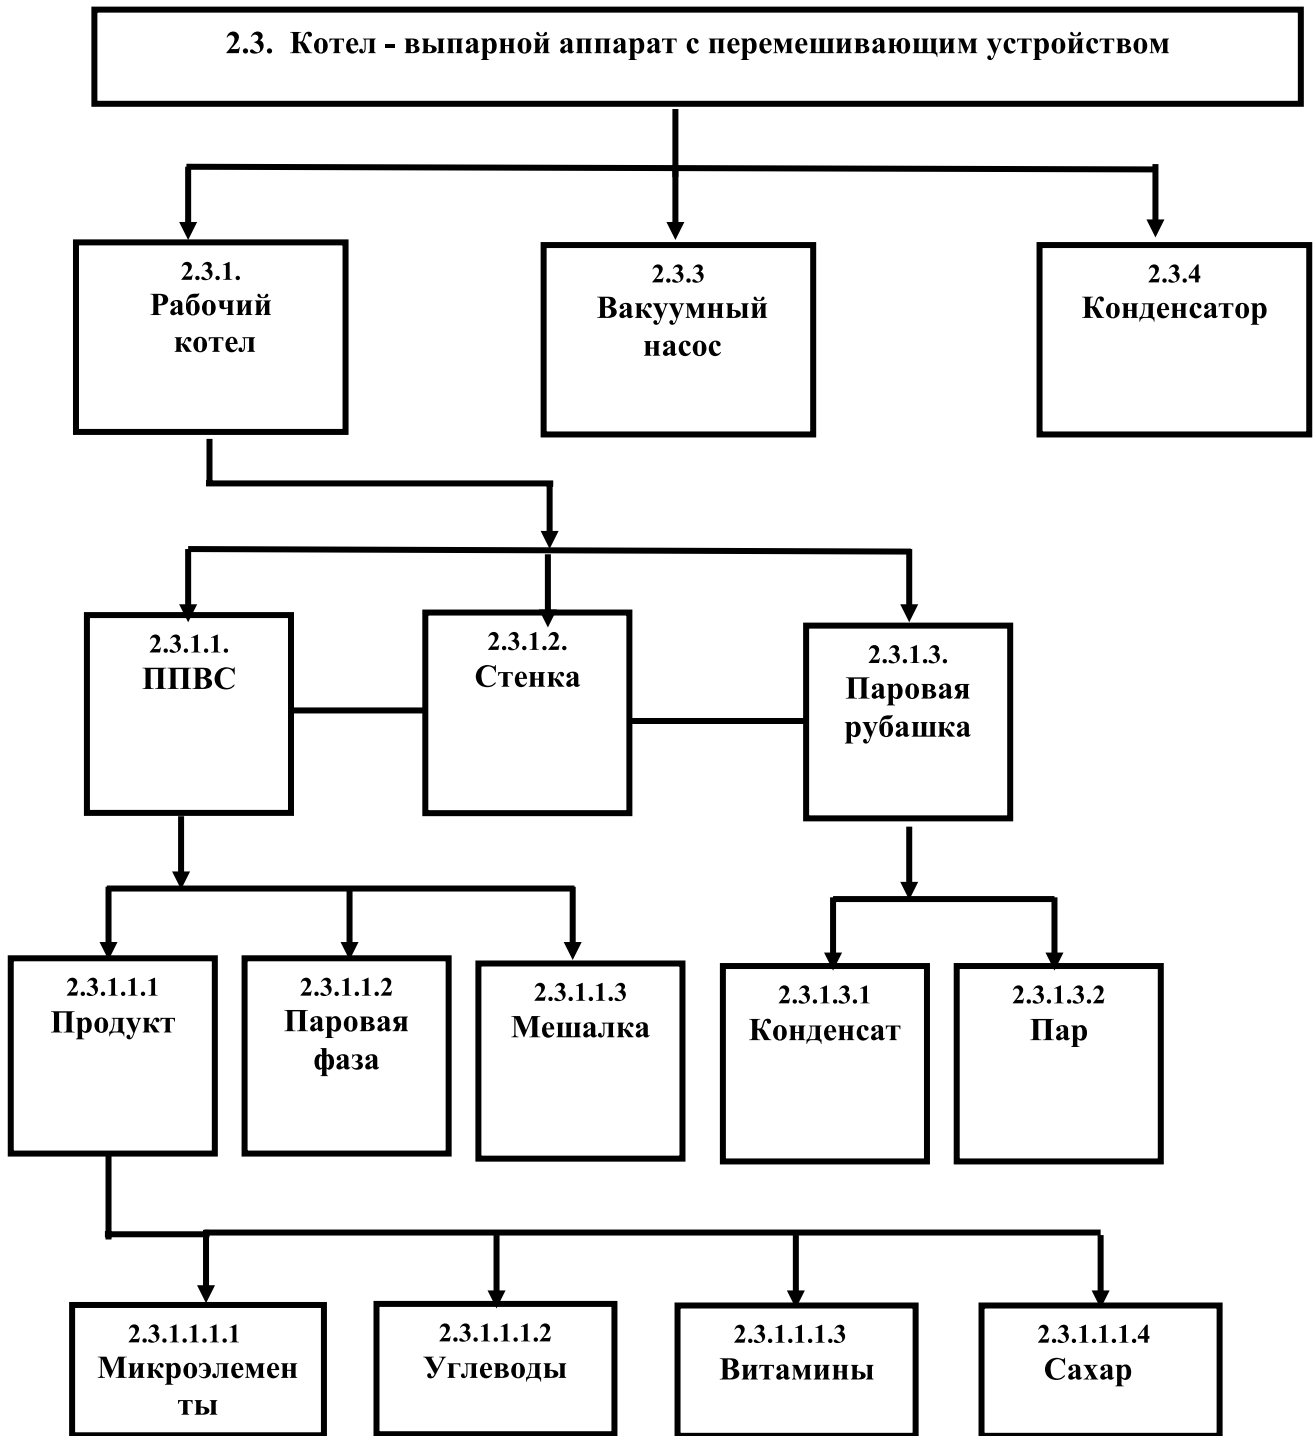 2.3. Котел - выпарной аппарат с перемешивающим устройством
2.3.1.
Рабочий
котел
2.3.3
Вакуумный
насос
2.3.4
Конденсатор
2.3.1.1.
ППВС
2.3.1.2.
Стенка
2.3.1.3.
Паровая
рубашка
2.3.1.1.1
Продукт
2.3.1.1.2
Паровая
фаза
2.3.1.1.3
Мешалка
2.3.1.3.1
Конденсат
2.3.1.3.2
Пар
2.3.1.1.1.1
Микроэлемен
ты
2.3.1.1.1.2
Углеводы
2.3.1.1.1.3
Витамины
2.3.1.1.1.4
Сахар